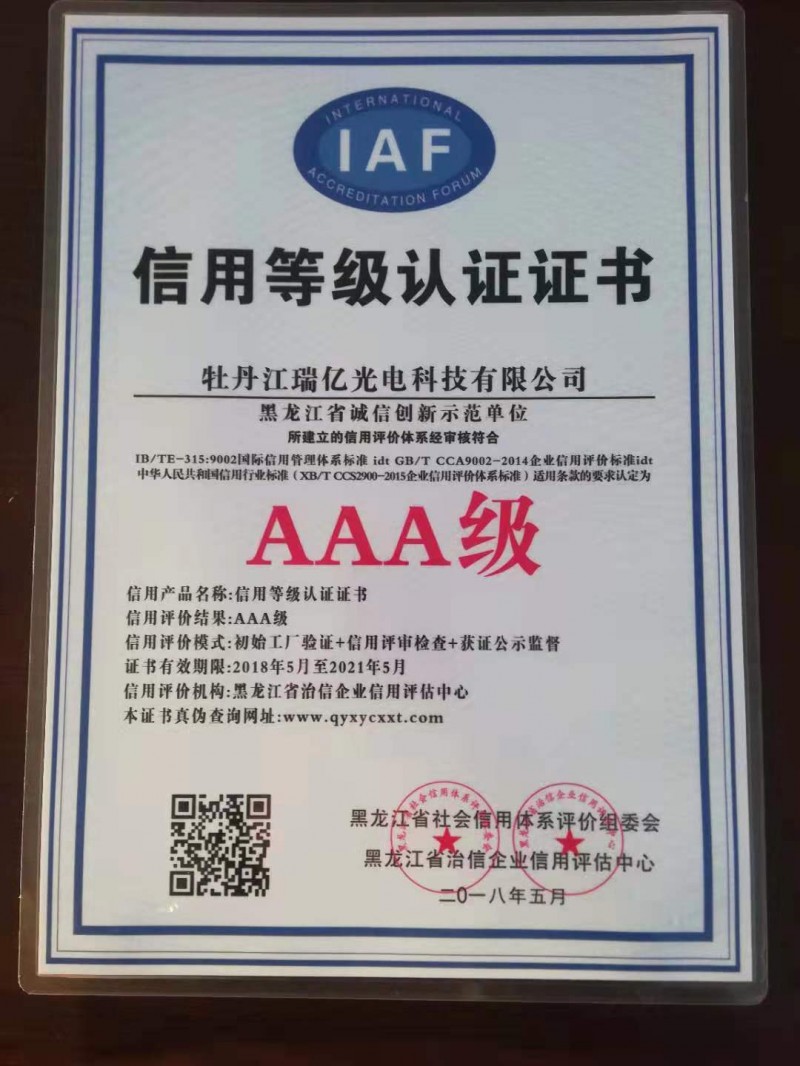 INTERNATIONAL
IAF
ACCREDITATION FORUM
信用等级认证证书
牡丹江瑞亿光电科技有限公司
黑龙江省诚信创新示范单位
所建立的信用评价体系经审核符合
IB/TE-315:9002国际信用管理体系标准 idt GB/T CCA9002-2014企业信用评价标准idt
中华人民共和国信用行业标准（XB/T CCS2900-2015企业信用评价体系标准）适用条款的要求认定为
AAA级
信用产品名称:信用等级认证证书
信用评价结果:AAA级
信用评价模式:初始工厂验证+信用评审检查+获证公示监督
证书有效期限:2018年5月至2021年5月
信用评价机构:黑龙江省治信企业信用评估中心
本证书真伪查询网址:www.qyxycxxt.com
黑龙江省社会信用体系评价组委会
黑龙江省治信企业信用评估中心
二0一八年五月